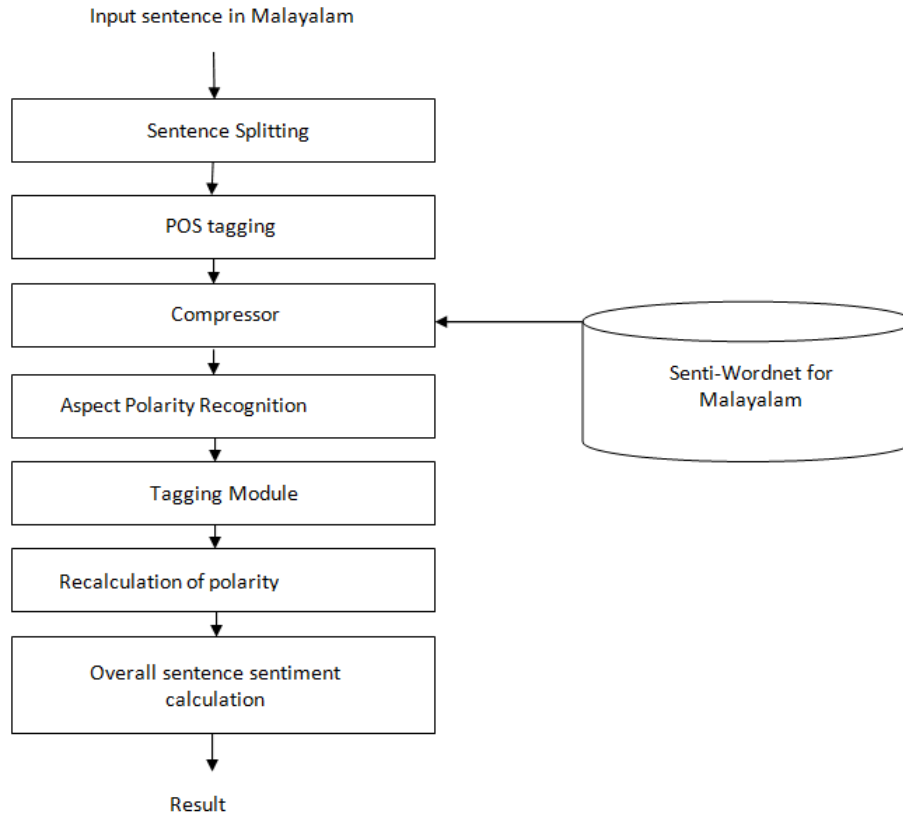 Input sentence in Malayalam
Sentence Splitting
POS tagging
Compressor
Senti-Wordnet for
Malayalam
Aspect Polarity Recognition
Tagging Module
Recalculation of polarity
Overall sentence sentiment
calculation
Result